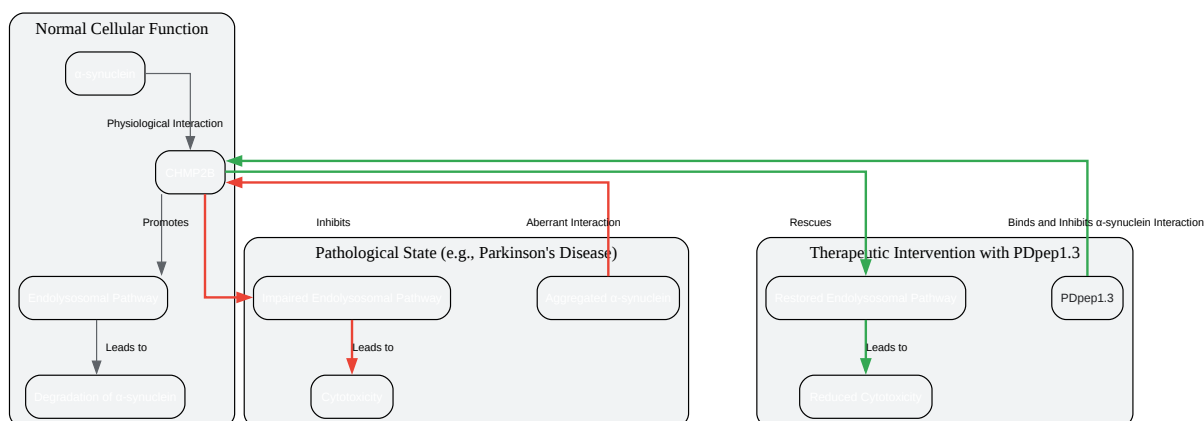 Normal Cellular Function
α-synuclein
Physiological Interaction
CHMP2B
Promotes
Inhibits
Aberrant Interaction
Rescues
Binds and Inhibits α-synuclein Interaction
Pathological State (e.g., Parkinson's Disease)
Therapeutic Intervention with PDpep1.3
Endolysosomal Pathway
Impaired Endolysosomal Pathway
Aggregated α-synuclein
Restored Endolysosomal Pathway
PDpep1.3
Leads to
Leads to
Leads to
Degradation of α-synuclein
Cytotoxicity
Reduced Cytotoxicity